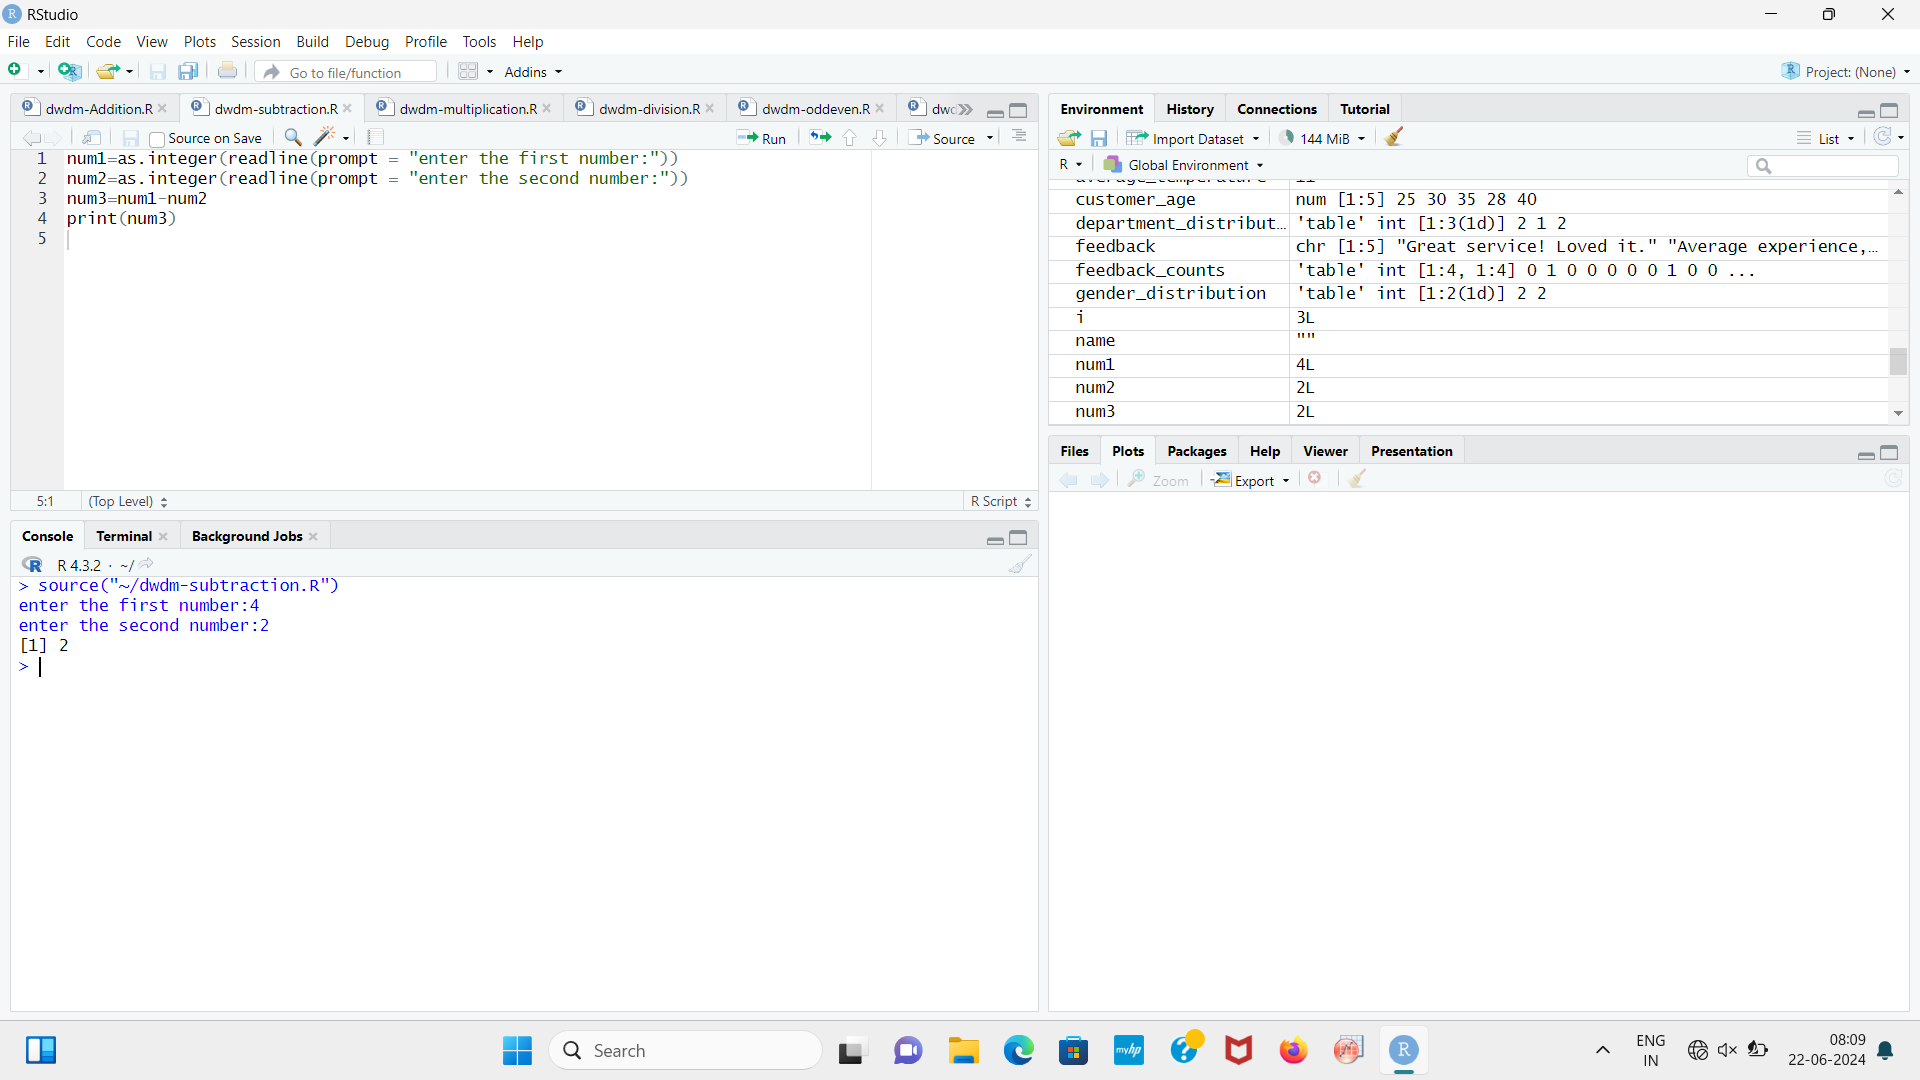 RStudio
File Edit Code View Plots Session Build Debug Profile Tools Help
Go to file/function Addins Project: (None)
dwdm-Addition.R dwdm-subtraction.R dwdm-multiplication.R dwdm-division.R dwdm-oddeven.R
Source on Save Run Source
1 num1=as.integer(readline(prompt = "enter the first number:"))
2 num2=as.integer(readline(prompt = "enter the second number:"))
3 num3=num1-num2
4 print(num3)
5
5:1 (Top Level) R Script
Console Terminal Background Jobs
R 4.3.2 · ~/
> source("~/dwdm-subtraction.R")
enter the first number:4
enter the second number:2
[1] 2
>
Environment History Connections Tutorial
Import Dataset 144 MiB List
R Global Environment
customer_age num [1:5] 25 30 35 28 40
department_distribut… 'table' int [1:3(1d)] 2 1 2
feedback chr [1:5] "Great service! Loved it." "Average experience,…
feedback_counts 'table' int [1:4, 1:4] 0 1 0 0 0 0 0 1 0 0 ...
gender_distribution 'table' int [1:2(1d)] 2 2
i 3L
name ""
num1 4L
num2 2L
num3 2L
Files Plots Packages Help Viewer Presentation
Zoom Export
Search
myhp
ENG
IN
08:09
22-06-2024